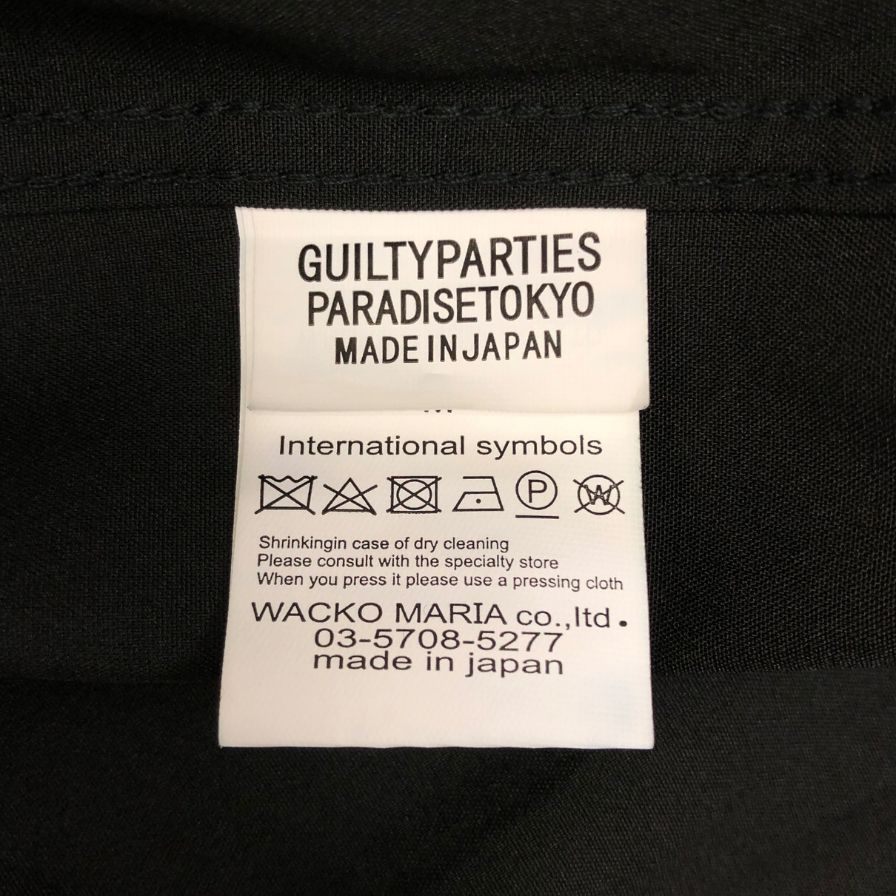 GUILTYPARTIES
PARADISETOKYO
MADE IN JAPAN
International symbols
P W
Shrinkingin case of dry cleaning
Please consult with the specialty store
When you press it please use a pressing cloth
WACKO MARIA co.,ltd.
03-5708-5277
made in japan